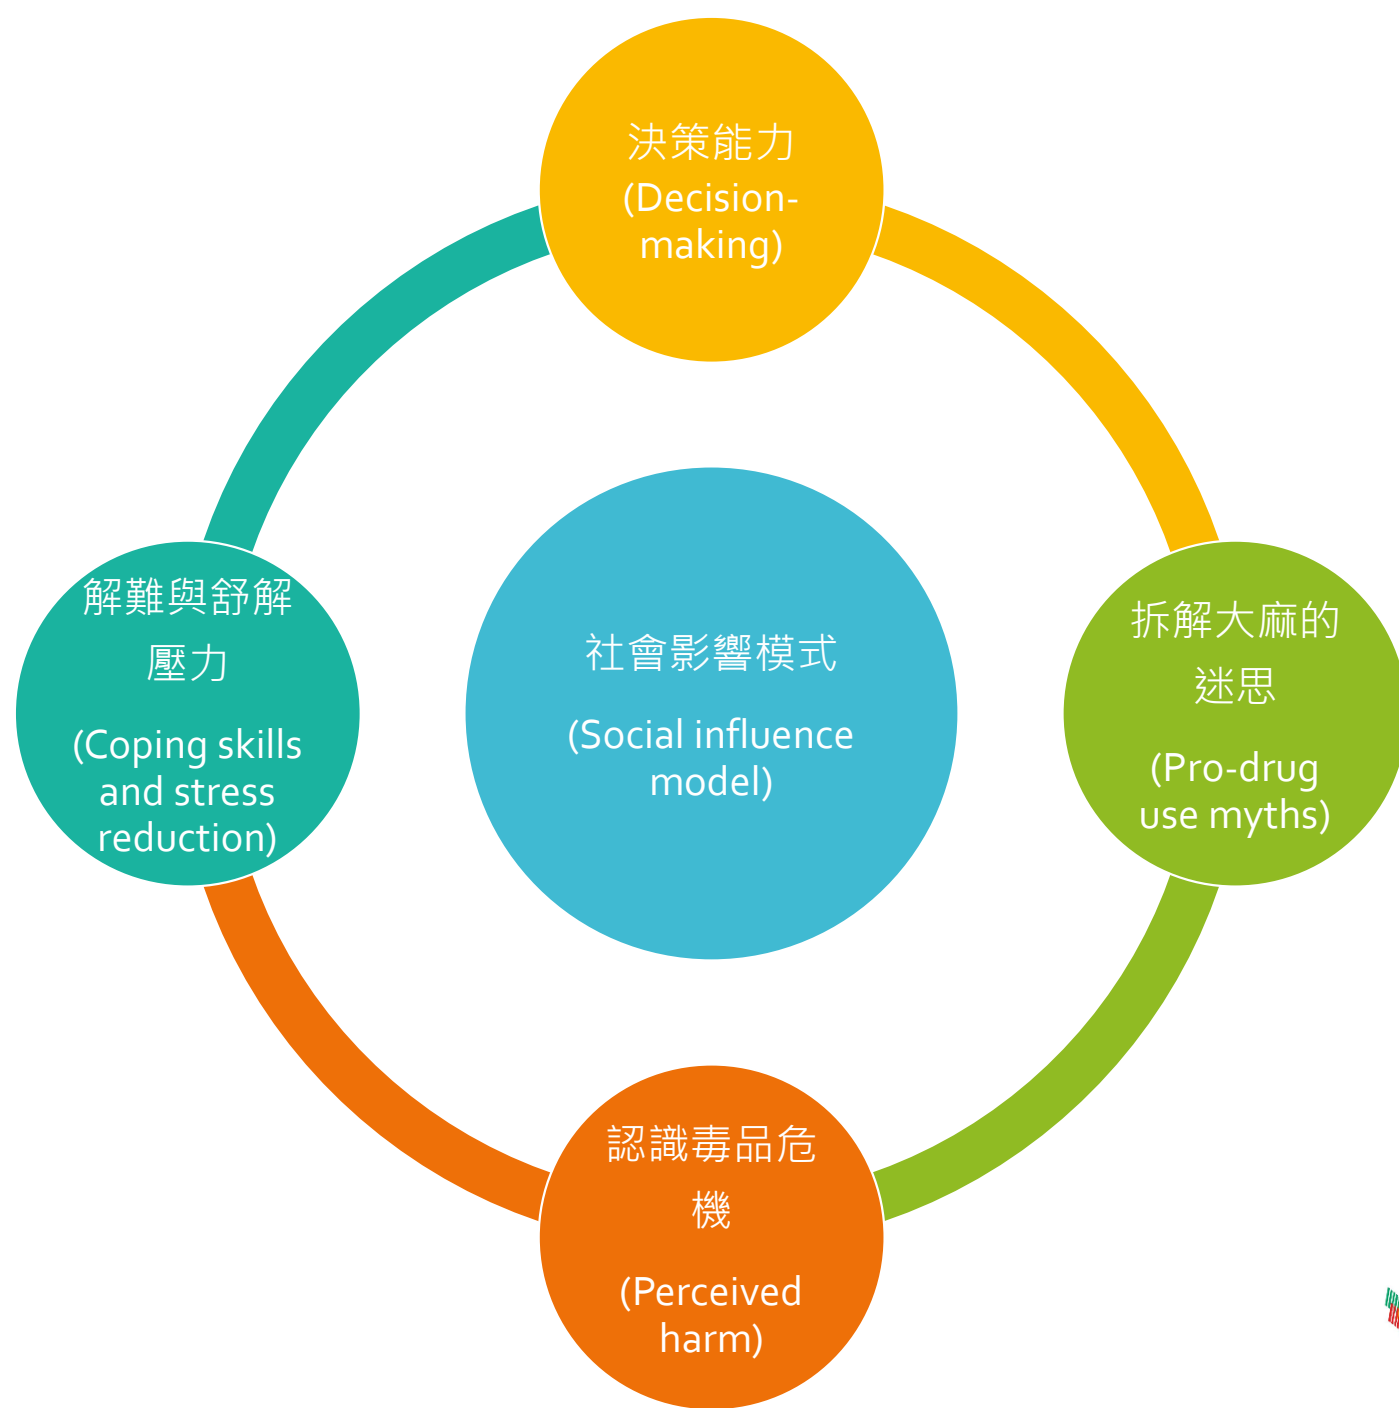 決策能力
(Decision-
making)
解難與舒解
壓力
(Coping skills
and stress
reduction)
社會影響模式
(Social influence
model)
拆解大麻的
迷思
(Pro-drug
use myths)
認識毒品危
機
(Perceived
harm)